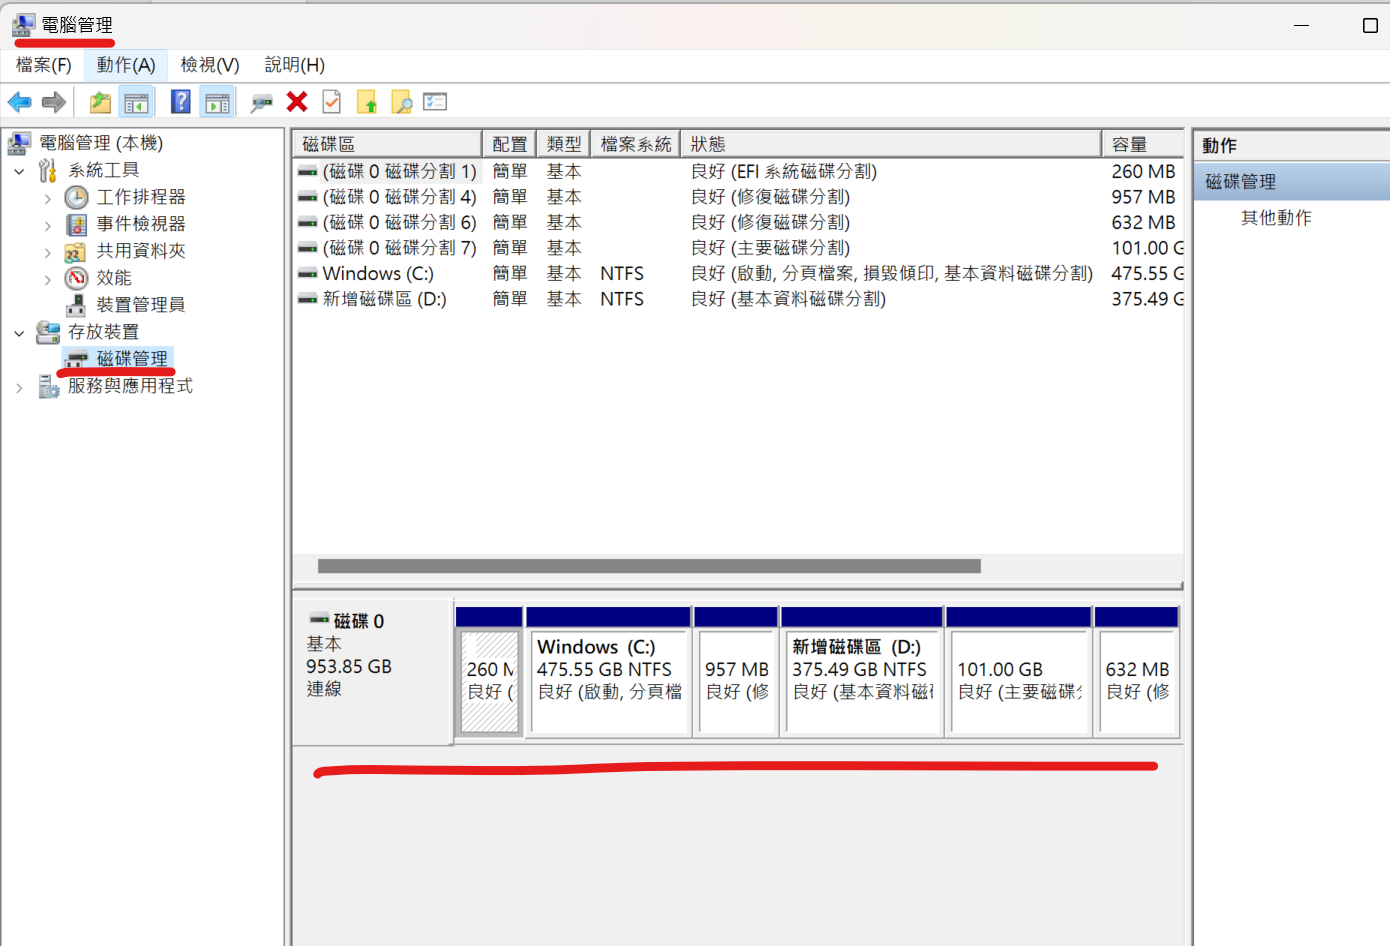 電腦管理
檔案(F) 動作(A) 檢視(V) 說明(H)
電腦管理 (本機)
系統工具
工作排程器
事件檢視器
共用資料夾
效能
裝置管理員
存放裝置
磁碟管理
服務與應用程式
磁碟區 配置 類型 檔案系統 狀態 容量
(磁碟 0 磁碟分割 1) 簡單 基本 良好 (EFI 系統磁碟分割) 260 MB
(磁碟 0 磁碟分割 4) 簡單 基本 良好 (修復磁碟分割) 957 MB
(磁碟 0 磁碟分割 6) 簡單 基本 良好 (修復磁碟分割) 632 MB
(磁碟 0 磁碟分割 7) 簡單 基本 良好 (主要磁碟分割) 101.00 G
Windows (C:) 簡單 基本 NTFS 良好 (啟動, 分頁檔案, 損毀傾印, 基本資料磁碟分割) 475.55 G
新增磁碟區 (D:) 簡單 基本 NTFS 良好 (基本資料磁碟分割) 375.49 G
磁碟 0
基本
953.85 GB
連線
260 M
良好 (
Windows (C:)
475.55 GB NTFS
良好 (啟動, 分頁檔
957 MB
良好 (修
新增磁碟區 (D:)
375.49 GB NTFS
良好 (基本資料磁
101.00 GB
良好 (主要磁碟
632 MB
良好 (修
動作
磁碟管理
其他動作